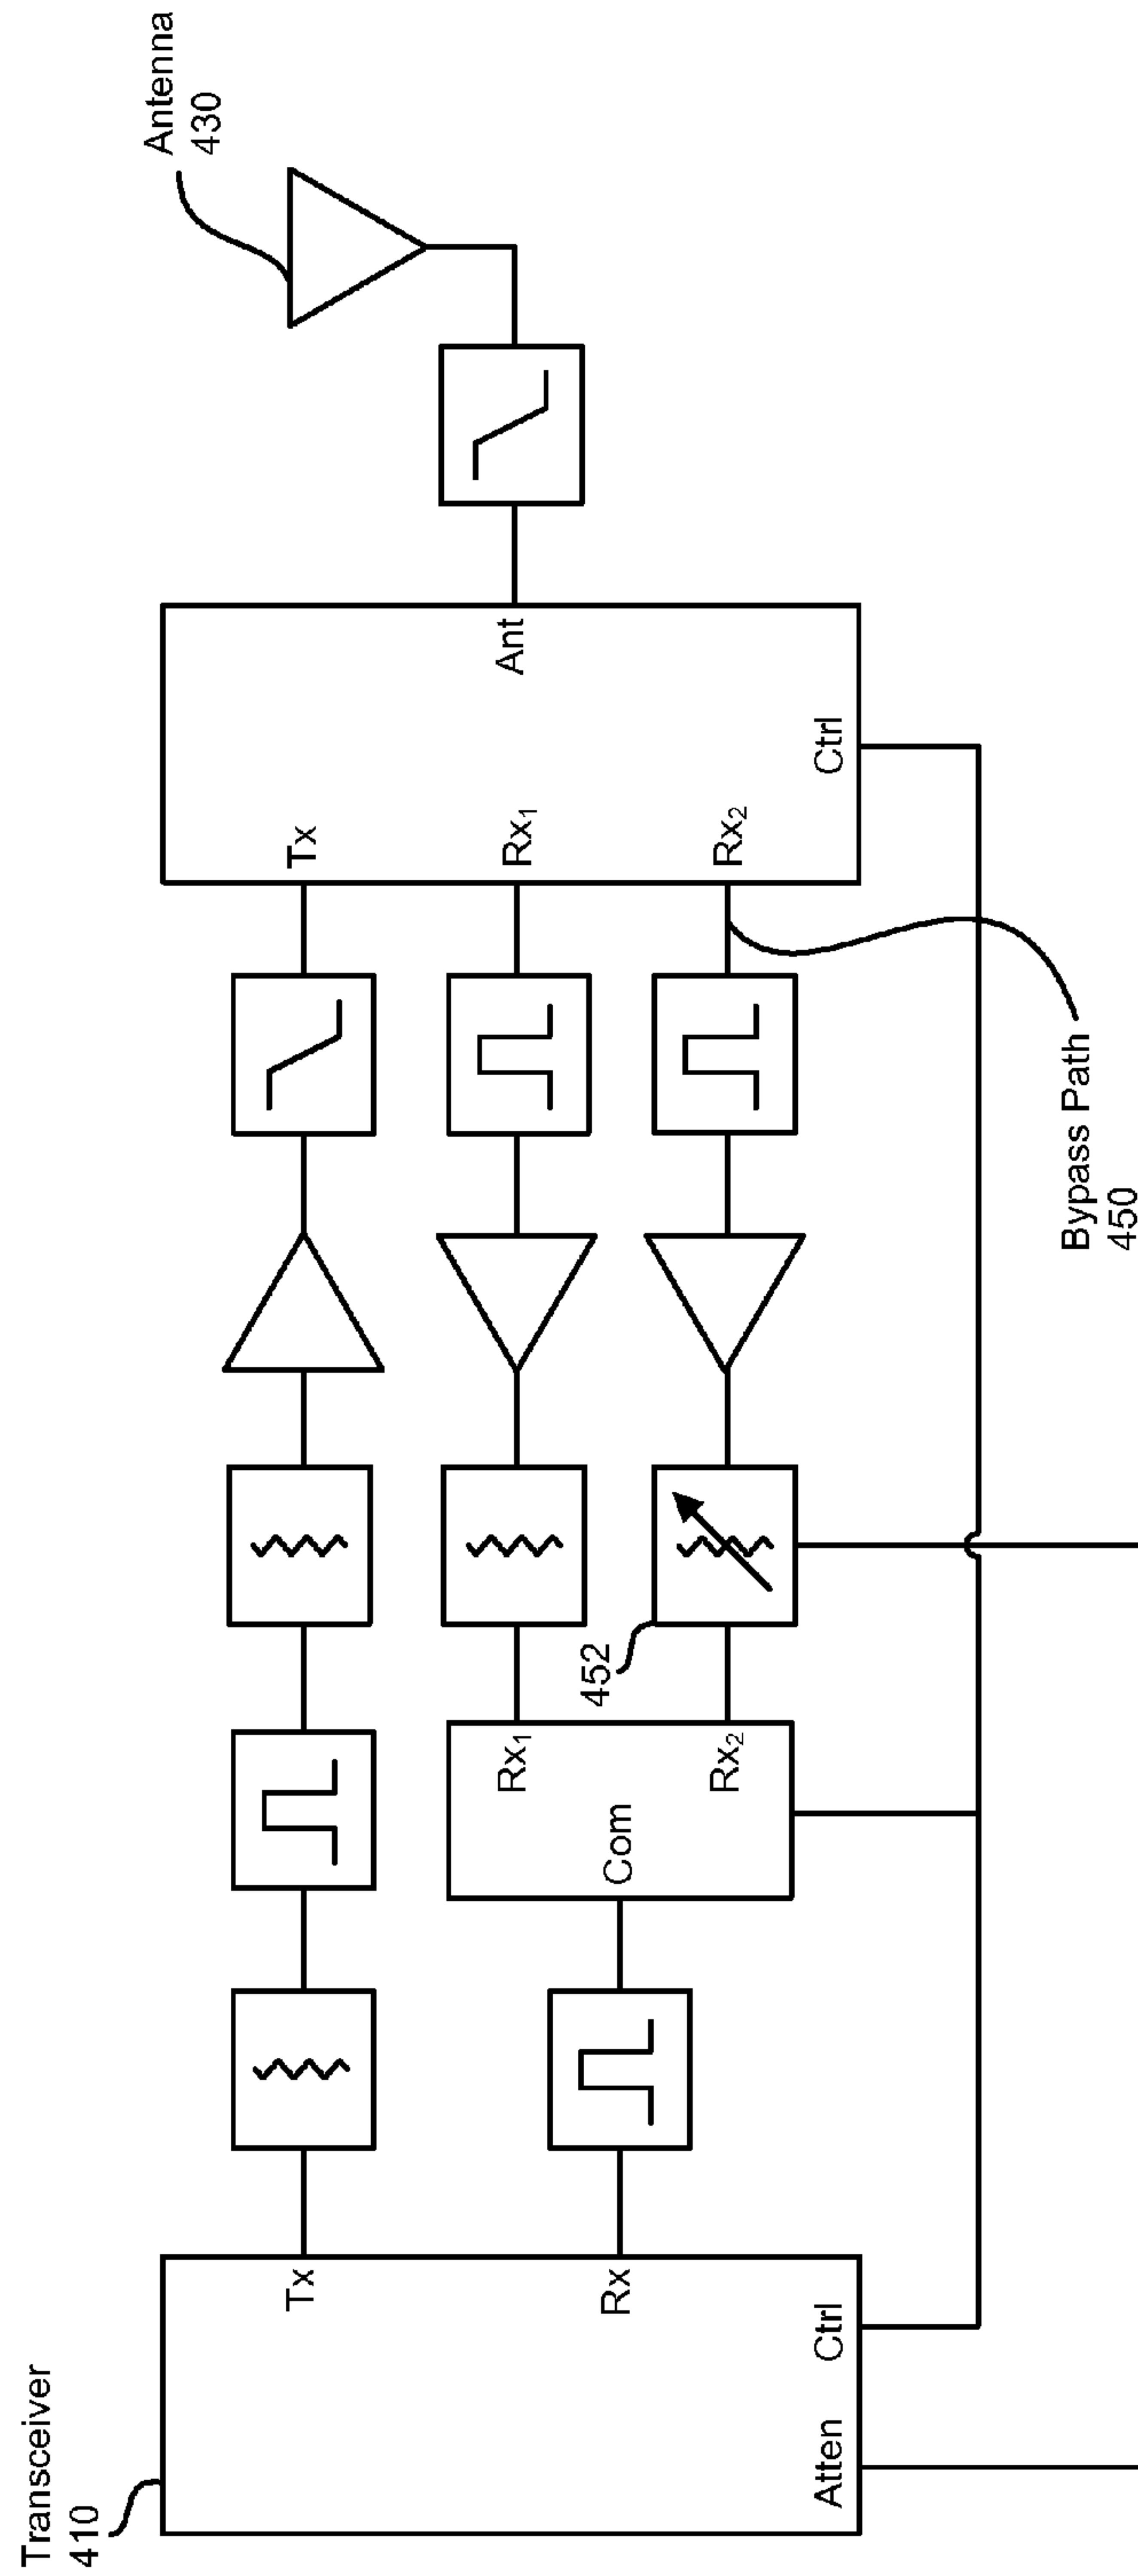 Transceiver
410
Tx
Rx
Atten
Ctrl
Com
Rx₁
Rx₂
452
Tx
Rx₁
Rx₂
Ant
Ctrl
Bypass Path
450
Antenna
430